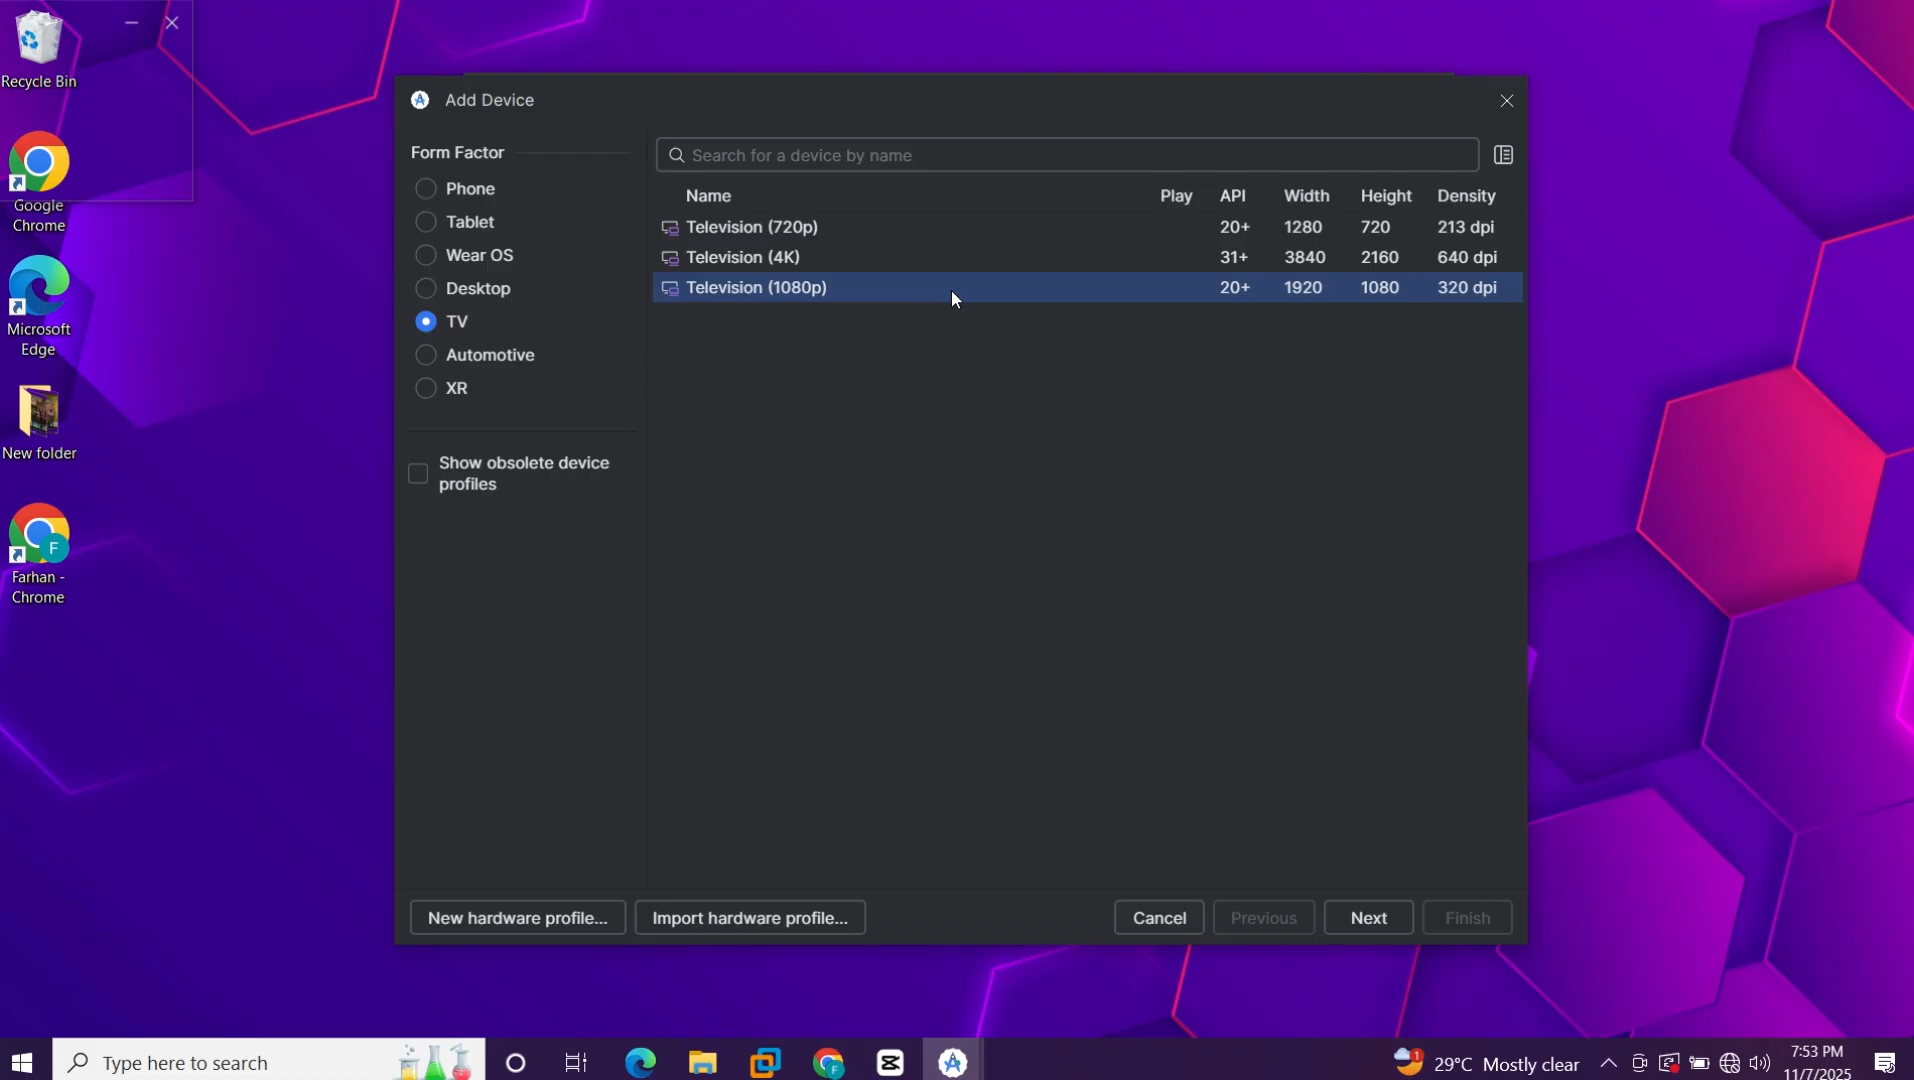 Recycle Bin
Google
Chrome
Microsoft
Edge
New folder
F
Farhan -
Chrome
Add Device
Form Factor
Phone
Tablet
Wear OS
Desktop
TV
Automotive
XR
Show obsolete device
profiles
Search for a device by name
Name Play API Width Height Density
Television (720p) 20+ 1280 720 213 dpi
Television (4K) 31+ 3840 2160 640 dpi
Television (1080p) 20+ 1920 1080 320 dpi
New hardware profile... Import hardware profile... Cancel Previous Next Finish
Type here to search
F
1
29°C Mostly clear
7:53 PM
11/7/2025